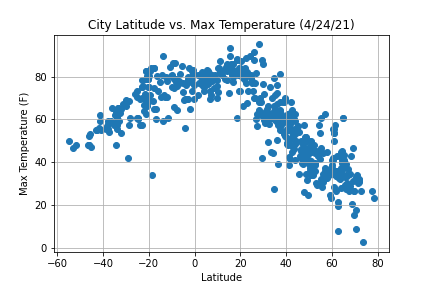 City Latitude vs. Max Temperature (4/24/21)
Max Temperature (F)
80
60
40
20
0
−60 −40 −20 0 20 40 60 80
Latitude